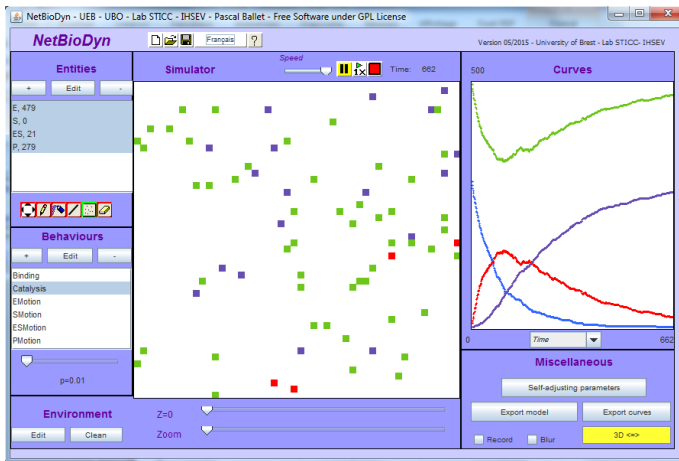 NetBioDyn - UEB - UBO - Lab STICC - IHSEV - Pascal Ballet - Free Software under GPL License
NetBioDyn
Français
?
Version 05/2015 - University of Brest - Lab STICC- IHSEV
Entities
+
Edit
-
E, 479
S, 0
ES, 21
P, 279
Behaviours
+
Edit
-
Binding
Catalysis
EMotion
SMotion
ESMotion
PMotion
p=0.01
Environment
Edit
Clean
Simulator
Speed
1X
Time: 662
Z=0
Zoom
500
Curves
0
Time
662
Miscellaneous
Self-adjusting parameters
Export model
Export curves
Record
Blur
3D <=>